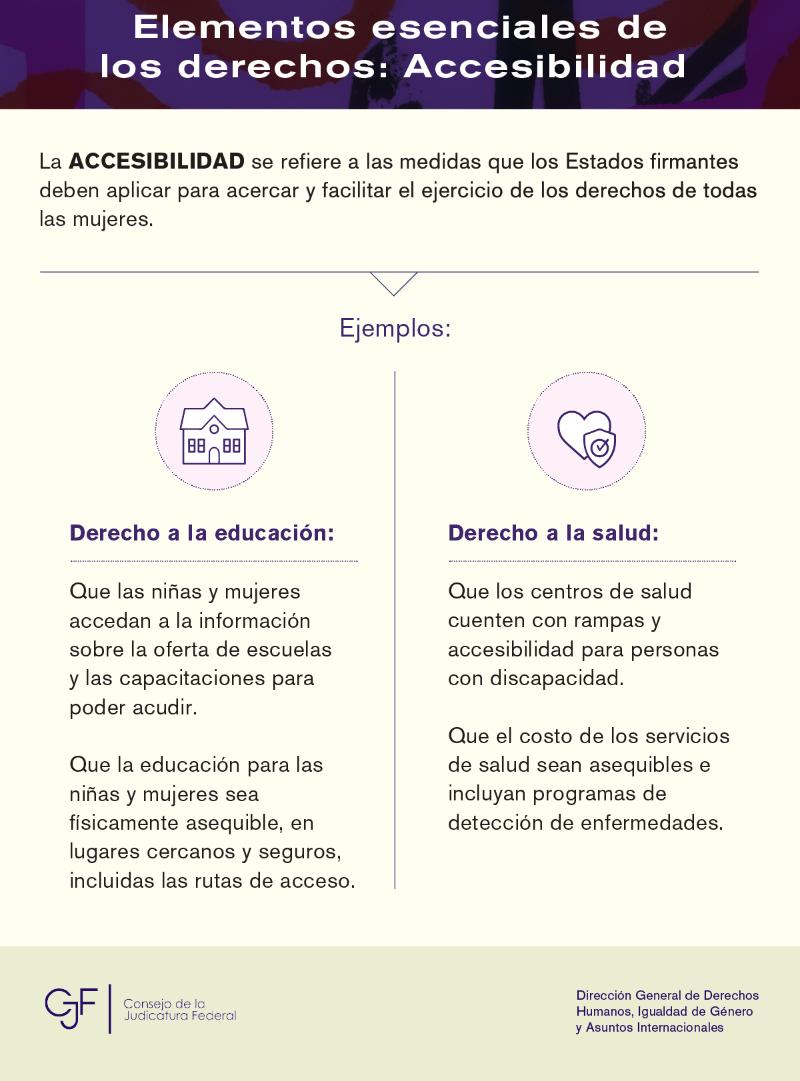 Elementos esenciales de
los derechos: Accesibilidad
La ACCESIBILIDAD se refiere a las medidas que los Estados firmantes
deben aplicar para acercar y facilitar el ejercicio de los derechos de todas
las mujeres.
Ejemplos:
Derecho a la educación:
Que las niñas y mujeres
accedan a la información
sobre la oferta de escuelas
y las capacitaciones para
poder acudir.
Que la educación para las
niñas y mujeres sea
físicamente asequible, en
lugares cercanos y seguros,
incluidas las rutas de acceso.
Derecho a la salud:
Que los centros de salud
cuenten con rampas y
accesibilidad para personas
con discapacidad.
Que el costo de los servicios
de salud sean asequibles e
incluyan programas de
detección de enfermedades.
CJF
Consejo de la
Judicatura Federal
Dirección General de Derechos
Humanos, Igualdad de Género
y Asuntos Internacionales